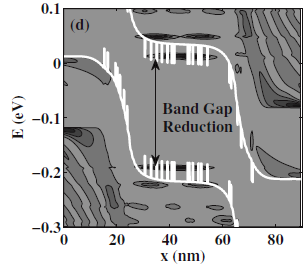 0.1
(d)
0
E (eV)
Band Gap
Reduction
−0.1
−0.2
−0.3
0 20 40 60 80
x (nm)